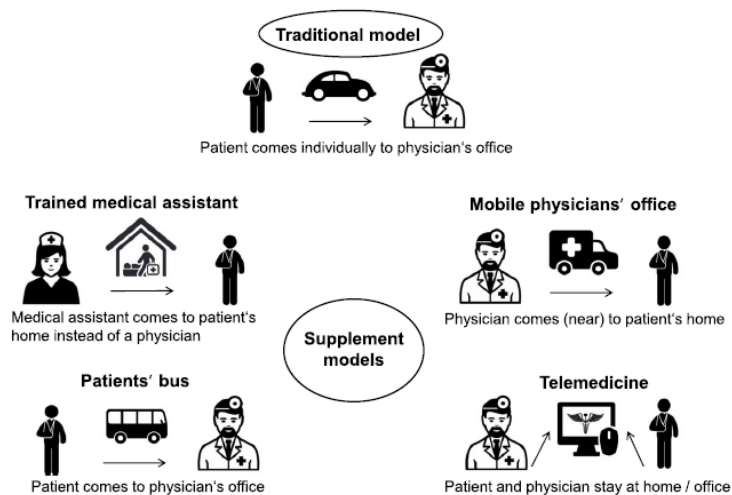 Traditional model
Patient comes individually to physician's office
Trained medical assistant
Medical assistant comes to patient's
home instead of a physician
Mobile physicians' office
Physician comes (near) to patient's home
Supplement
models
Patients' bus
Patient comes to physician's office
Telemedicine
Patient and physician stay at home / office